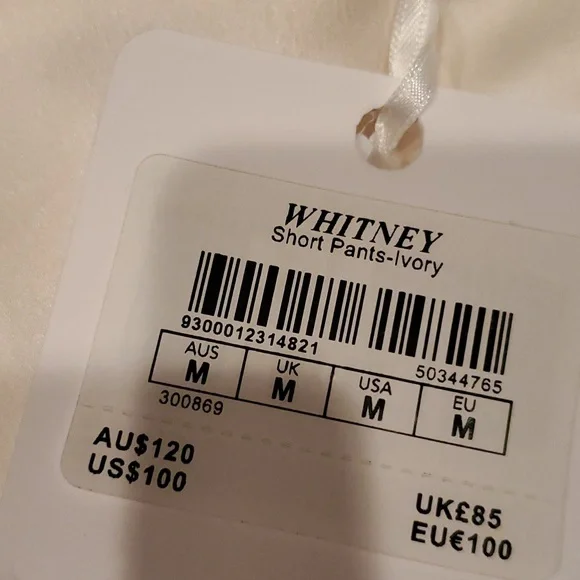 WHITNEY
Short Pants-Ivory
9300012314821 50344765
AUS UK USA EU
M M M M
300869
AU$120
US$100
UK£85
EU€100